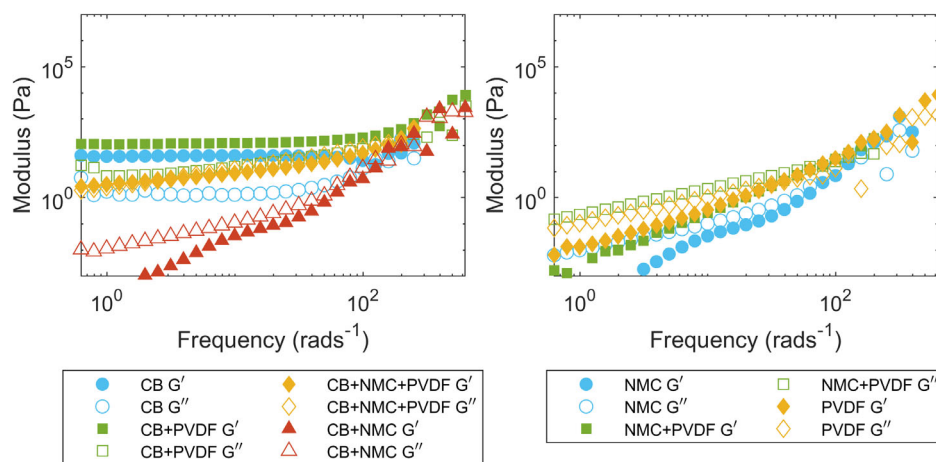 Modulus (Pa)
10^5
10^0
10^0
10^2
Frequency (rads^-1)
CB G′
CB G″
CB+PVDF G′
CB+PVDF G″
CB+NMC+PVDF G′
CB+NMC+PVDF G″
CB+NMC G′
CB+NMC G″
Modulus (Pa)
10^5
10^0
10^0
10^2
Frequency (rads^-1)
NMC G′
NMC G″
NMC+PVDF G′
NMC+PVDF G″
PVDF G′
PVDF G″